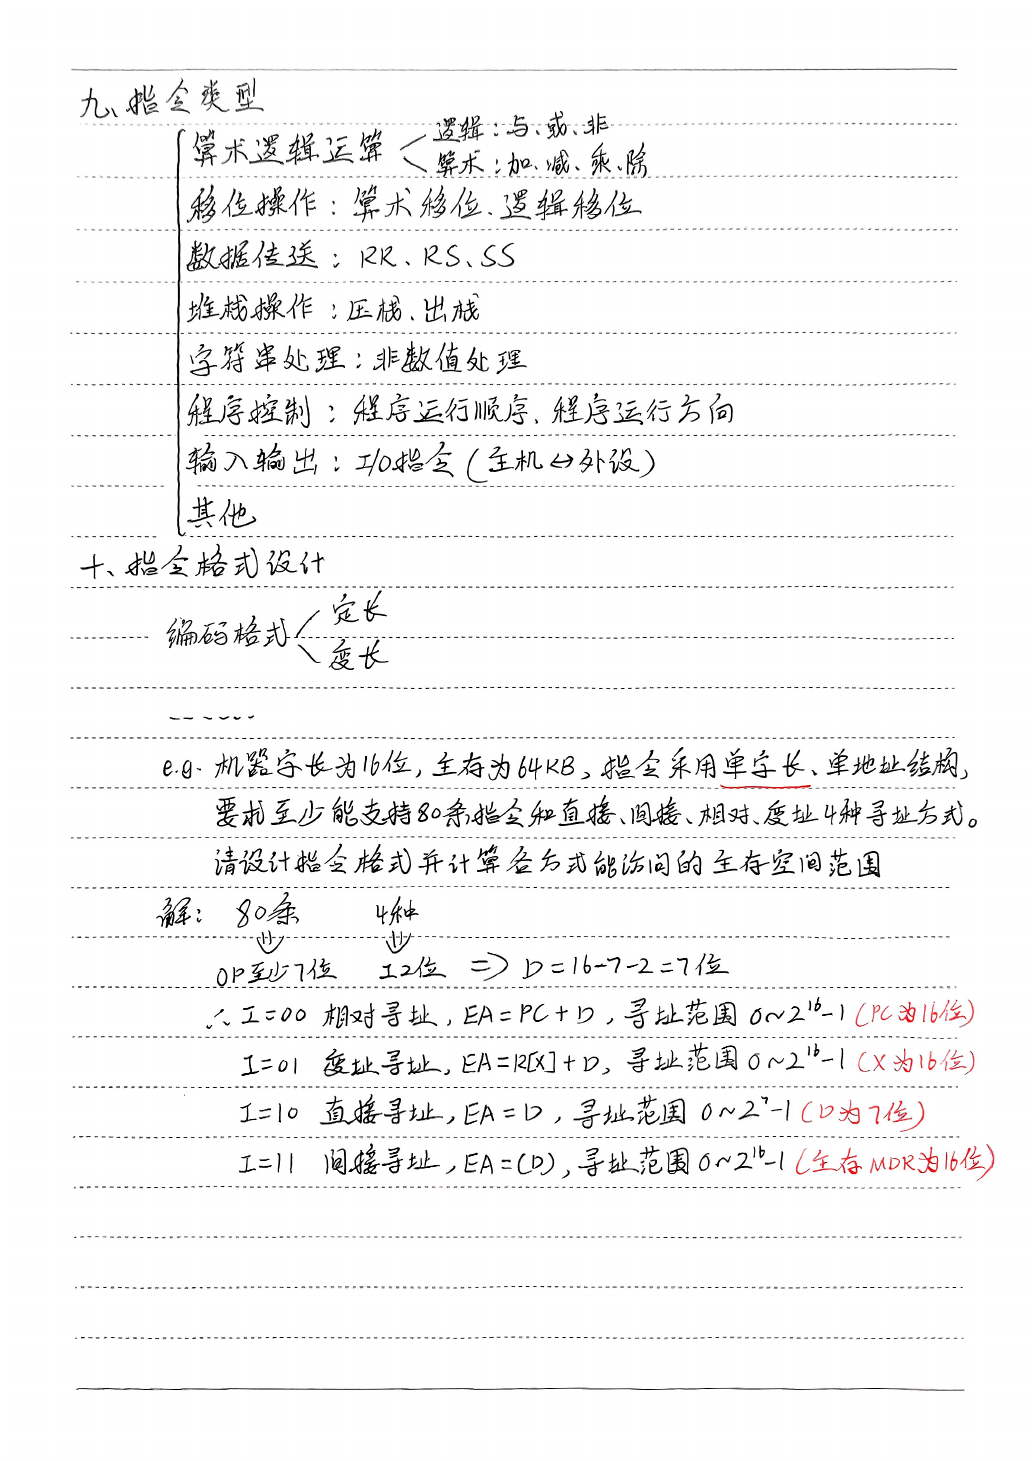 九、指令类型
算术逻辑运算
逻辑：与、或、非
算术：加、减、乘、除
移位操作：算术移位、逻辑移位
数据传送：RR、RS、SS
堆栈操作：压栈、出栈
字符串处理：非数值处理
程序控制：程序运行顺序、程序运行方向
输入输出：I/O指令(主机↔外设)
其他
十、指令格式设计
编码格式
定长
变长
e.g. 机器字长为16位，主存为64KB，指令采用单字长、单地址结构，
要求至少能支持80条指令和直接、间接、相对、变址4种寻址方式。
请设计指令格式并计算各方式能访问的主存空间范围
解： 80条 4种
OP至少7位 I2位 => D=16-7-2=7位
∴ I=00 相对寻址，EA=PC+D，寻址范围 0~2^16-1 (PC为16位)
I=01 变址寻址，EA=R[X]+D，寻址范围 0~2^16-1 (X为16位)
I=10 直接寻址，EA=D，寻址范围 0~2^7-1 (D为7位)
I=11 间接寻址，EA=(D)，寻址范围 0~2^16-1 (主存MDR为16位)